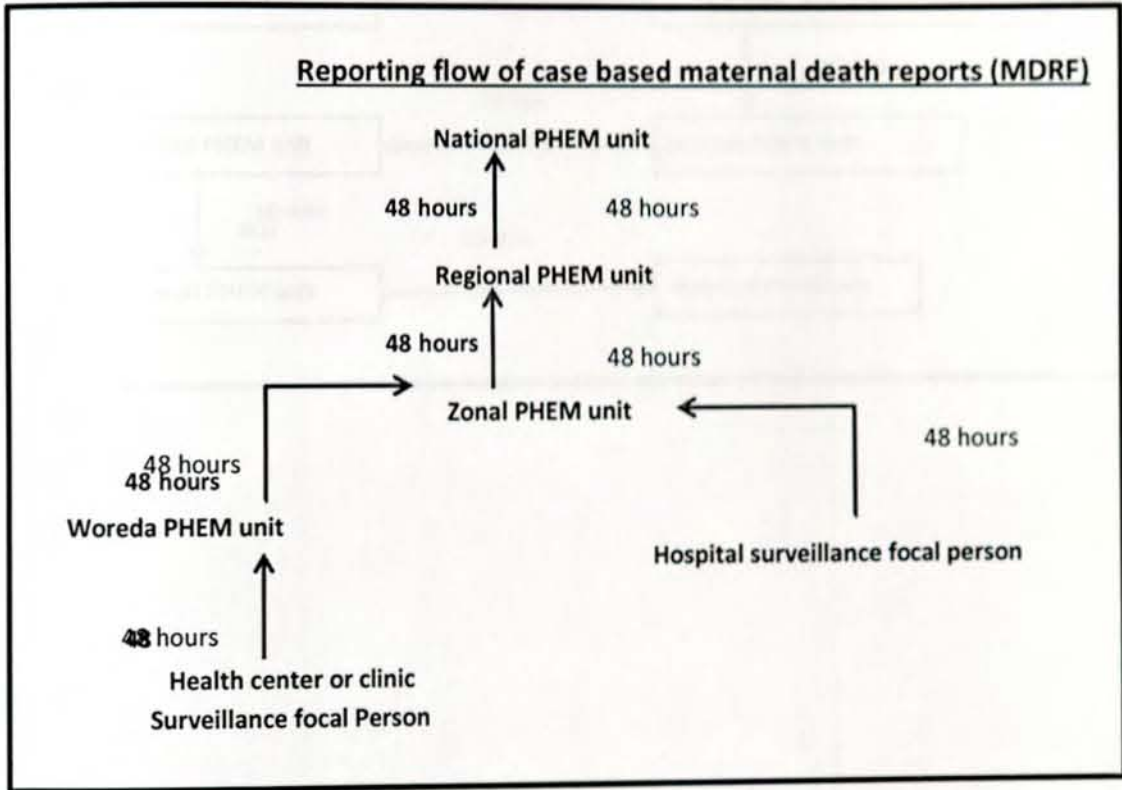 Reporting flow of case based maternal death reports (MDRF)
National PHEM unit
48 hours 48 hours
Regional PHEM unit
48 hours 48 hours
Zonal PHEM unit
48 hours
48 hours
48 hours
Woreda PHEM unit
Hospital surveillance focal person
48 hours
Health center or clinic
Surveillance focal Person